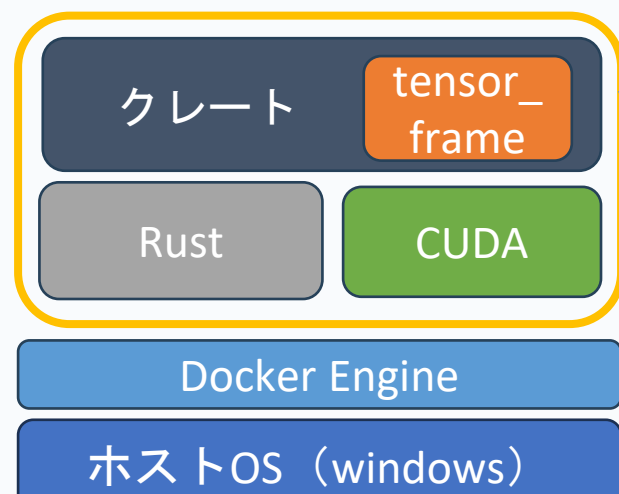 クレート
tensor_
frame
Rust
CUDA
Docker Engine
ホストOS（windows）